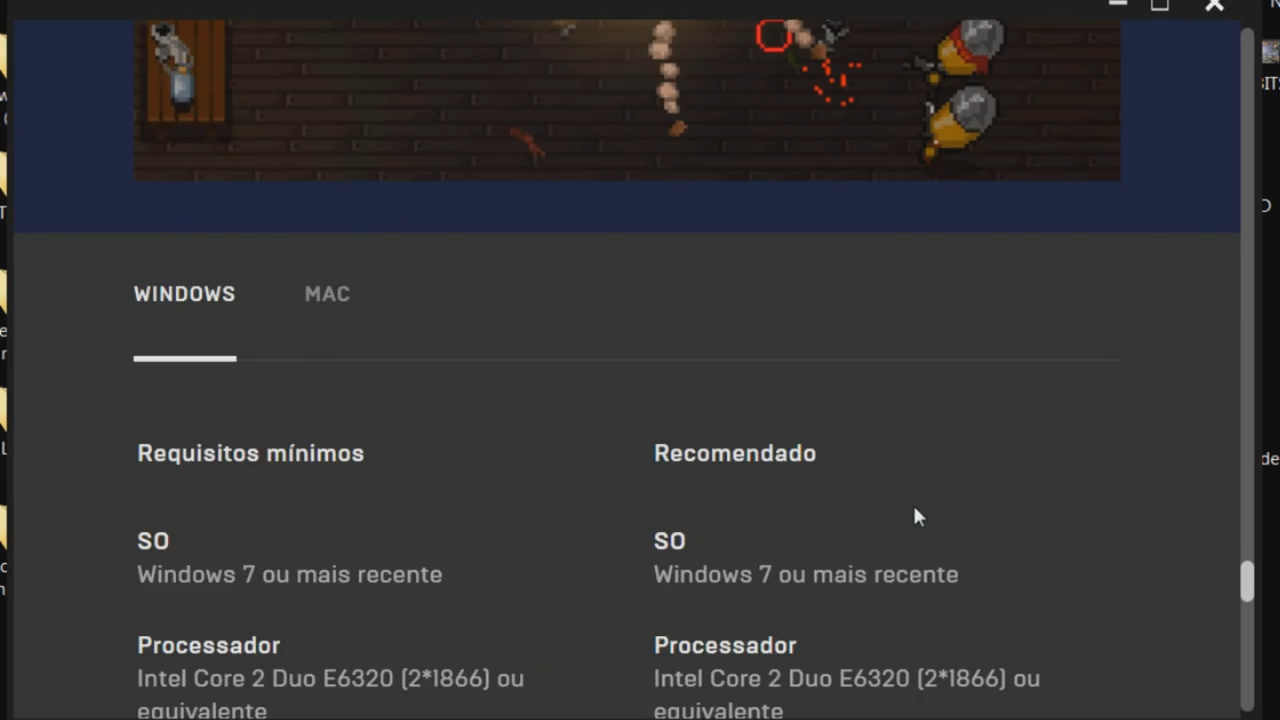 WINDOWS MAC
Requisitos mínimos Recomendado
SO SO
Windows 7 ou mais recente Windows 7 ou mais recente
Processador Processador
Intel Core 2 Duo E6320 (2*1866) ou Intel Core 2 Duo E6320 (2*1866) ou
equivalente equivalente